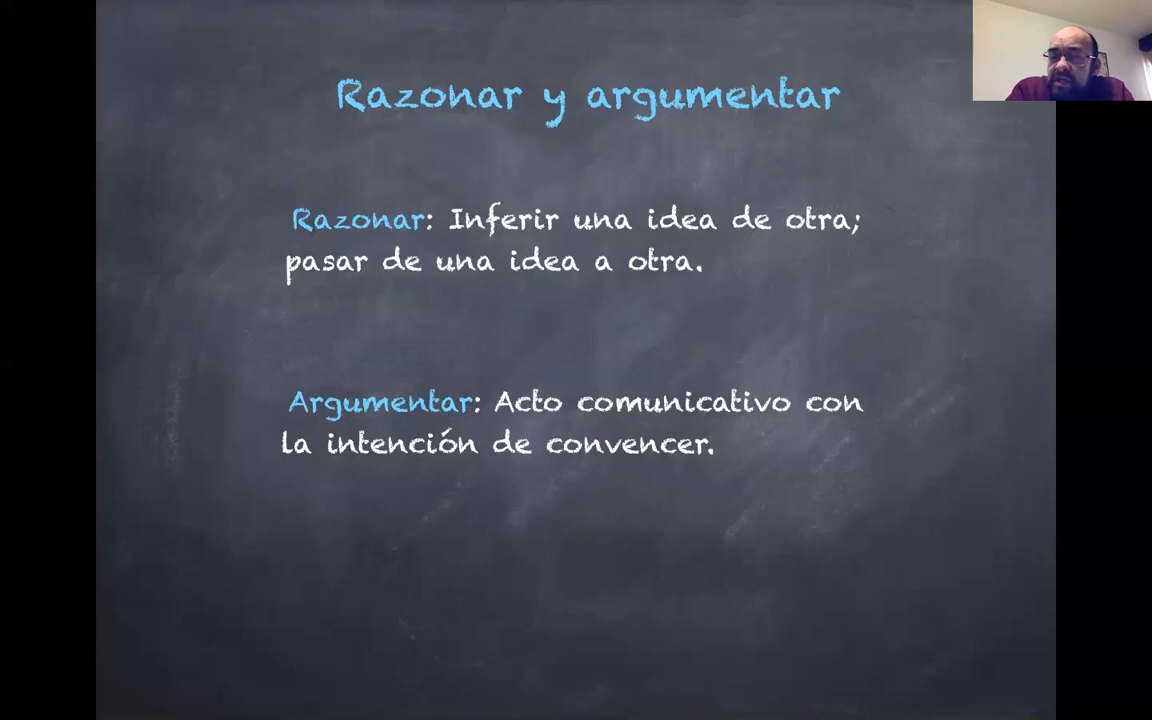 Razonar y argumentar
Razonar: Inferir una idea de otra;
pasar de una idea a otra.
Argumentar: Acto comunicativo con
la intención de convencer.